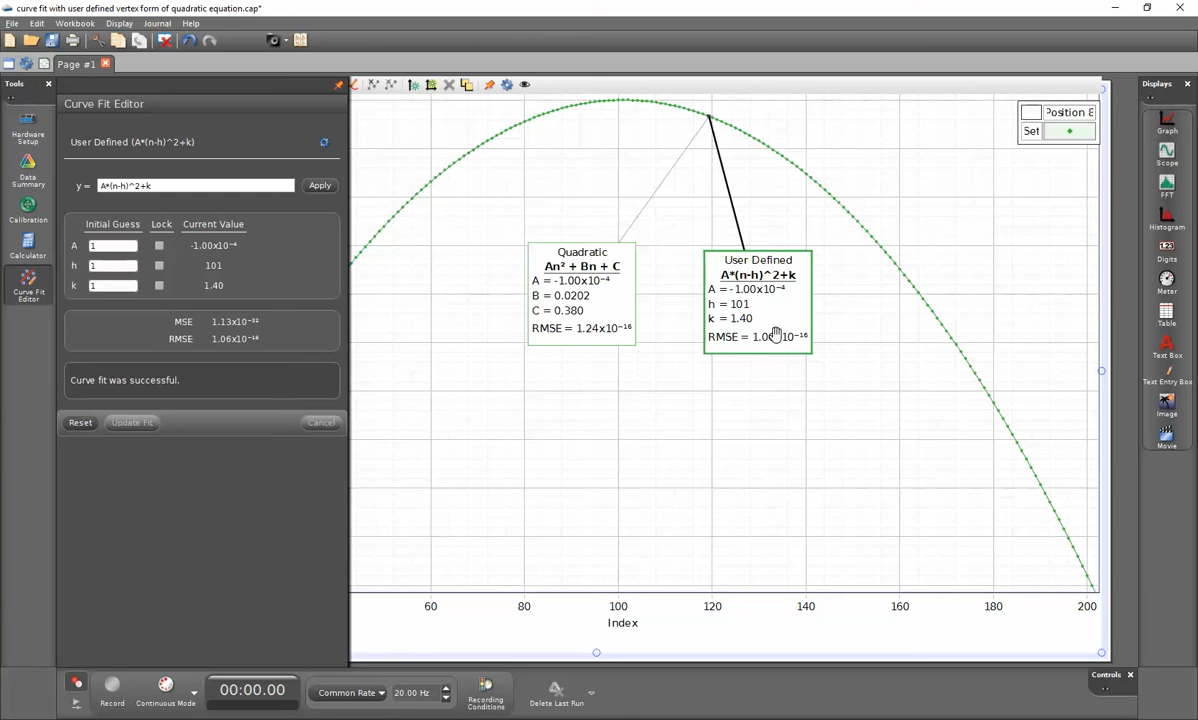 curve fit with user defined vertex form of quadratic equation.cap*
File Edit Workbook Display Journal Help
Page #1
Tools
Hardware
Setup
Data
Summary
Calibration
Calculator
Curve Fit
Editor
Curve Fit Editor
User Defined (A*(n-h)^2+k)
y = A*(n-h)^2+k Apply
Initial Guess Lock Current Value
A 1 -1.00x10⁻⁴
h 1 101
k 1 1.40
MSE 1.13x10⁻³²
RMSE 1.06x10⁻¹⁶
Curve fit was successful.
Reset Update Fit Cancel
Quadratic
An² + Bn + C
A = -1.00x10⁻⁴
B = 0.0202
C = 0.380
RMSE = 1.24x10⁻¹⁶
User Defined
A*(n-h)^2+k
A = -1.00x10⁻⁴
h = 101
k = 1.40
RMSE = 1.06x10⁻¹⁶
Position
Set
60 80 100 120 140 160 180 200
Index
Displays
Graph
Scope
FFT
Histogram
Digits
Meter
Table
Text Box
Text Entry Box
Image
Movie
Record
Continuous Mode
00:00.00
Common Rate
20.00 Hz
Recording
Conditions
Delete Last Run
Controls